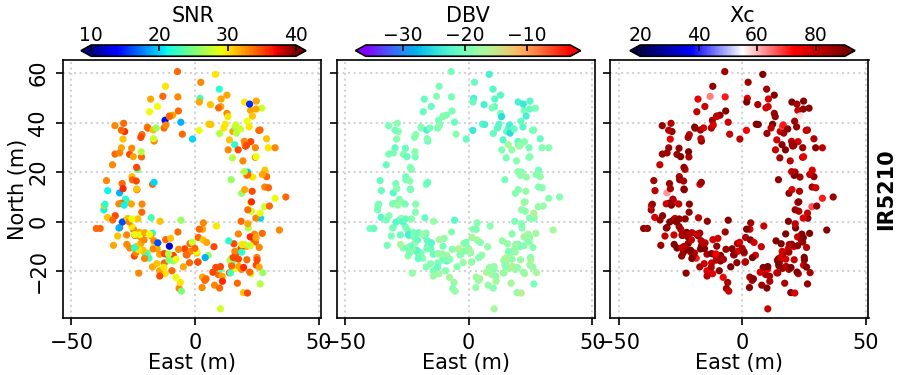 SNR DBV Xc
10 20 30 40 −30 −20 −10 20 40 60 80
60
40
20
0
−20
North (m)
IR5210
−50 0 50 −50 0 50 −50 0 50
East (m) East (m) East (m)